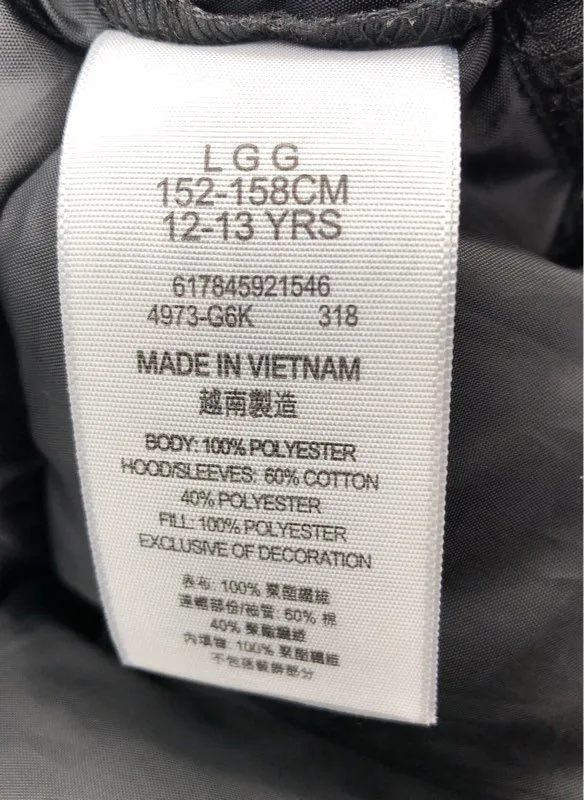 LGG
152-158CM
12-13 YRS
617845921546
4973-G6K 318
MADE IN VIETNAM
越南製造
BODY: 100% POLYESTER
HOOD/SLEEVES: 60% COTTON
40% POLYESTER
FILL: 100% POLYESTER
EXCLUSIVE OF DECORATION
表布: 100% 聚酯纖維
連帽部份/袖管: 60% 棉
40% 聚酯纖維
內填物: 100% 聚酯纖維
不包括裝飾部分